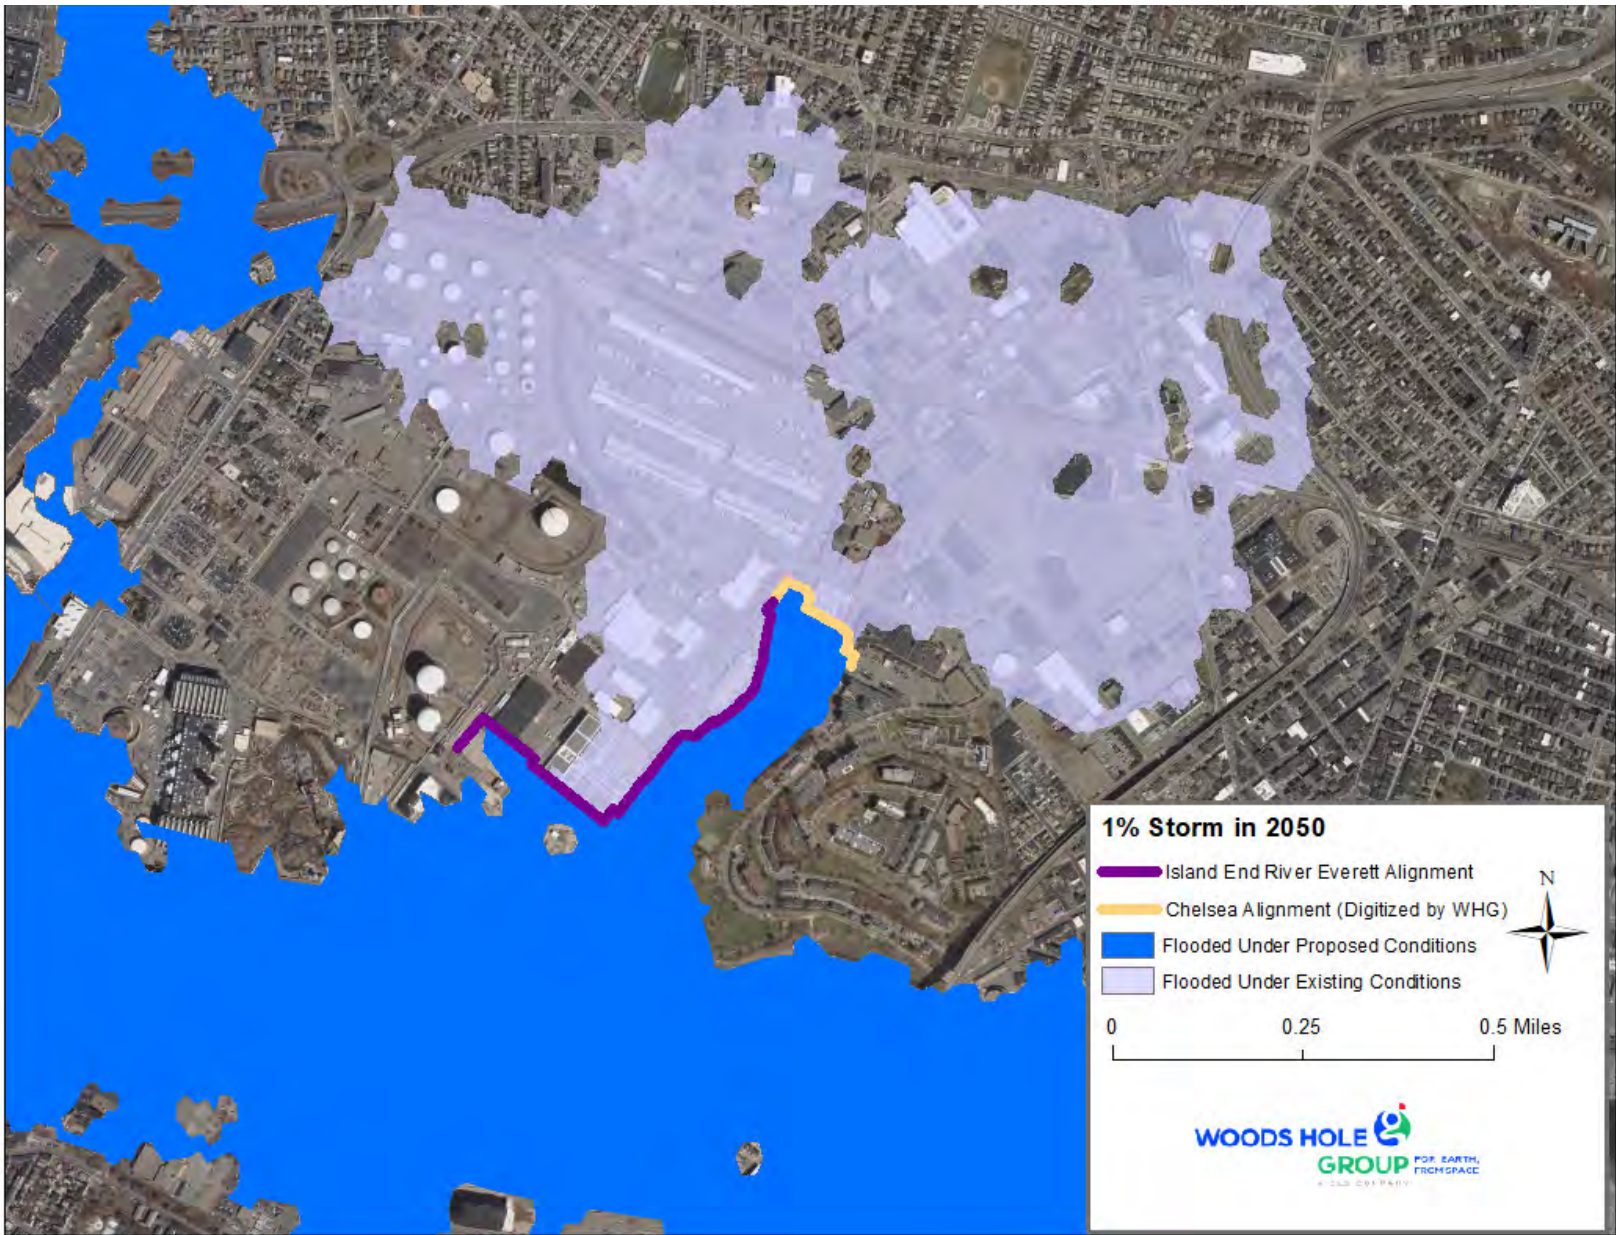 1% Storm in 2050
Island End River Everett Alignment
N
Chelsea Alignment (Digitized by WHG)
Flooded Under Proposed Conditions
Flooded Under Existing Conditions
0 0.25 0.5 Miles
WOODS HOLE
GROUP
FOR EARTH,
FROM SPACE